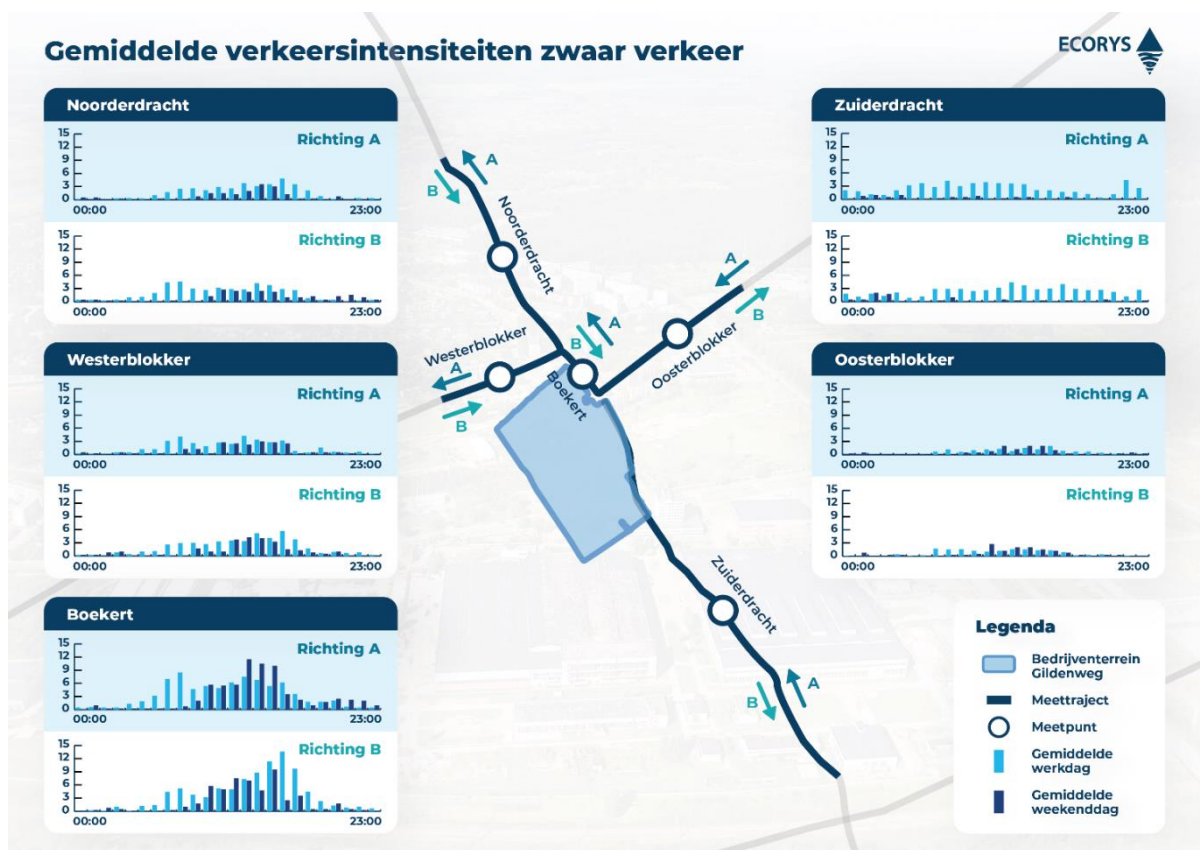 Gemiddelde verkeersintensiteiten zwaar verkeer
ECORYS
Noorderdracht
Richting A
15
12
9
6
3
0
00:00
23:00
Richting B
15
12
9
6
3
0
00:00
23:00
Westerblokker
Richting A
15
12
9
6
3
0
00:00
23:00
Richting B
15
12
9
6
3
0
00:00
23:00
Boekert
Richting A
15
12
9
6
3
0
00:00
23:00
Richting B
15
12
9
6
3
0
00:00
23:00
A
B
Noorderdracht
A
B
Oosterblokker
A
B
Boekert
Westerblokker
A
B
Zuiderdracht
A
B
Zuiderdracht
Richting A
15
12
9
6
3
0
00:00
23:00
Richting B
15
12
9
6
3
0
00:00
23:00
Oosterblokker
Richting A
15
12
9
6
3
0
00:00
23:00
Richting B
15
12
9
6
3
0
00:00
23:00
Legenda
Bedrijventerrein
Gildenweg
Meettraject
Meetpunt
Gemiddelde
werkdag
Gemiddelde
weekenddag